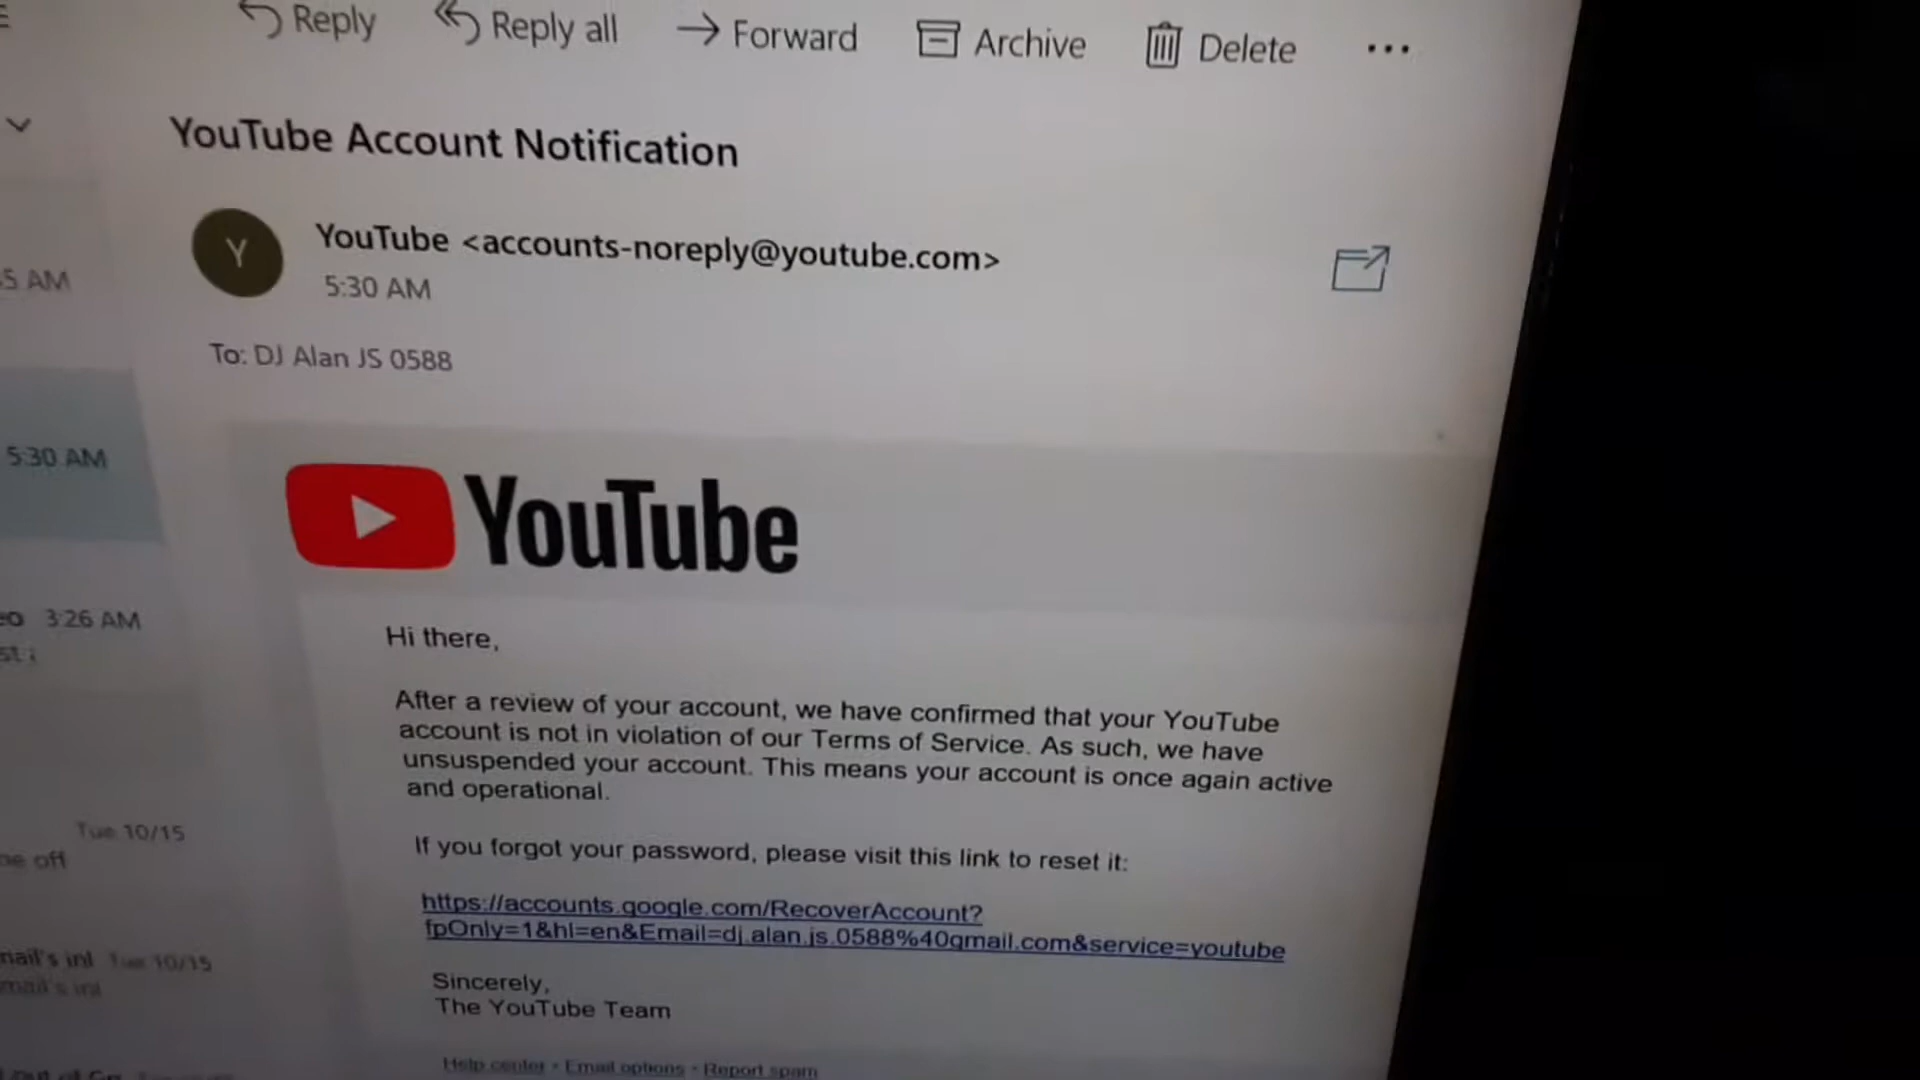 Reply
Reply all
Forward
Archive
Delete
YouTube Account Notification
Y
YouTube <accounts-noreply@youtube.com>
5:30 AM
To: DJ Alan JS 0588
5 AM
5:30 AM
3:26 AM
Tue 10/15
off
Tue 10/15
YouTube
Hi there,
After a review of your account, we have confirmed that your YouTube
account is not in violation of our Terms of Service. As such, we have
unsuspended your account. This means your account is once again active
and operational.
If you forgot your password, please visit this link to reset it:
https://accounts.google.com/RecoverAccount?
fpOnly=1&hl=en&Email=dj.alan.js.0588%40gmail.com&service=youtube
Sincerely,
The YouTube Team
Help center • Email options • Report spam